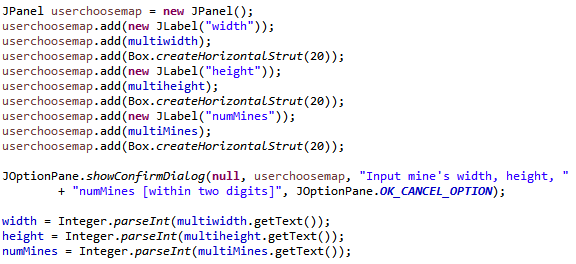 JPanel userchoosemap = new JPanel();
userchoosemap.add(new JLabel("width"));
userchoosemap.add(multiwidth);
userchoosemap.add(Box.createHorizontalStrut(20));
userchoosemap.add(new JLabel("height"));
userchoosemap.add(multiheight);
userchoosemap.add(Box.createHorizontalStrut(20));
userchoosemap.add(new JLabel("numMines"));
userchoosemap.add(multiMines);
userchoosemap.add(Box.createHorizontalStrut(20));
JOptionPane.showConfirmDialog(null, userchoosemap, "Input mine's width, height, "
+ "numMines [within two digits]", JOptionPane.OK_CANCEL_OPTION);
width = Integer.parseInt(multiwidth.getText());
height = Integer.parseInt(multiheight.getText());
numMines = Integer.parseInt(multiMines.getText());